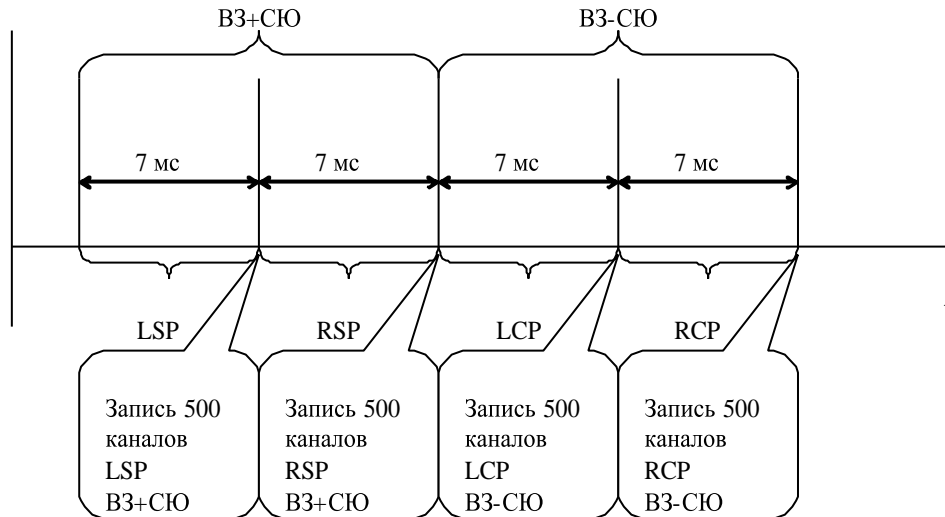 ВЗ+СЮ
ВЗ-СЮ
7 мс
7 мс
7 мс
7 мс
LSP
RSP
LCP
RCP
Запись 500
каналов
LSP
ВЗ+СЮ
Запись 500
каналов
RSP
ВЗ+СЮ
Запись 500
каналов
LCP
ВЗ-СЮ
Запись 500
каналов
RCP
ВЗ-СЮ